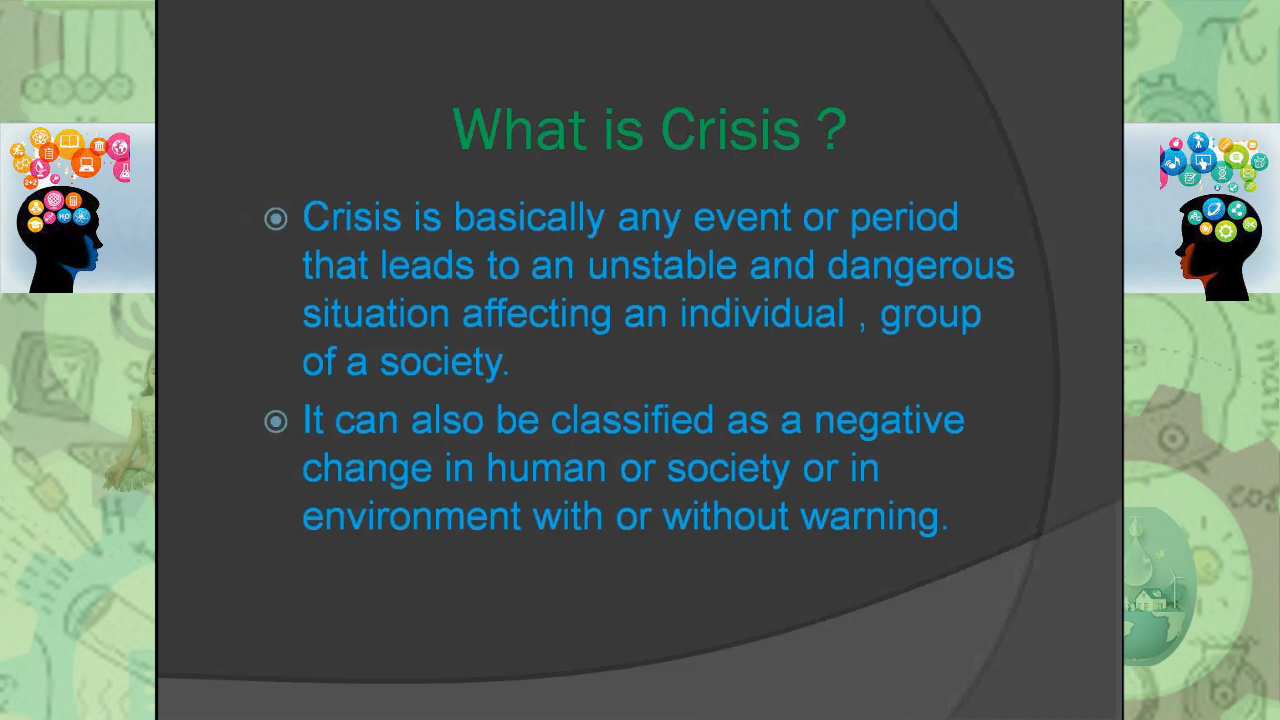 What is Crisis ?
Crisis is basically any event or period
that leads to an unstable and dangerous
situation affecting an individual , group
of a society.
It can also be classified as a negative
change in human or society or in
environment with or without warning.